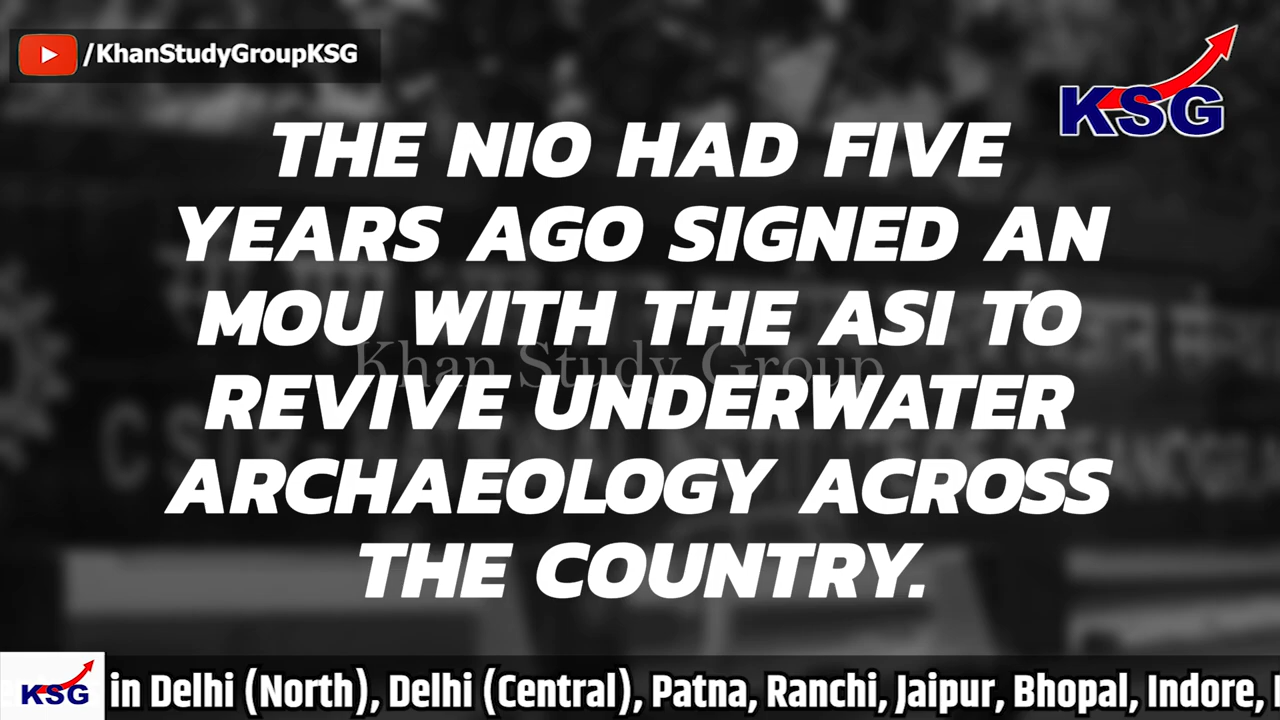 /KhanStudyGroupKSG
KSG
THE NIO HAD FIVE
YEARS AGO SIGNED AN
MOU WITH THE ASI TO
REVIVE UNDERWATER
ARCHAEOLOGY ACROSS
THE COUNTRY.
Khan Study Group
KSG
in Delhi (North), Delhi (Central), Patna, Ranchi, Jaipur, Bhopal, Indore,